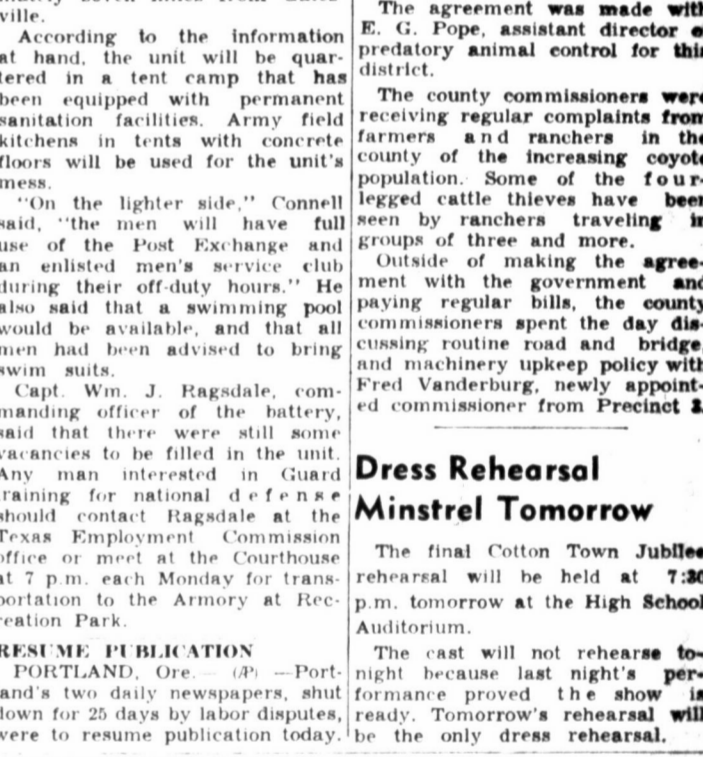 ville.
According to the information
at hand, the unit will be quar-
tered in a tent camp that has
been equipped with permanent
sanitation facilities. Army field
kitchens in tents with concrete
floors will be used for the unit's
mess.
"On the lighter side," Connell
said, "the men will have full
use of the Post Exchange and
an enlisted men's service club
during their off-duty hours." He
also said that a swimming pool
would be available, and that all
men had been advised to bring
swim suits.
Capt. Wm. J. Ragsdale, com-
manding officer of the battery,
said that there were still some
vacancies to be filled in the unit.
Any man interested in Guard
training for national defense
should contact Ragsdale at the
Texas Employment Commission
office or meet at the Courthouse
at 7 p.m. each Monday for trans-
portation to the Armory at Rec-
reation Park.
RESUME PUBLICATION
PORTLAND, Ore. (AP) —Port-
land's two daily newspapers, shut
down for 25 days by labor disputes,
were to resume publication today.
The agreement was made with
E. G. Pope, assistant director of
predatory animal control for this
district.
The county commissioners were
receiving regular complaints from
farmers and ranchers in the
county of the increasing coyote
population. Some of the four-
legged cattle thieves have been
seen by ranchers traveling in
groups of three and more.
Outside of making the agree-
ment with the government and
paying regular bills, the county
commissioners spent the day dis-
cussing routine road and bridge,
and machinery upkeep policy with
Fred Vanderburg, newly appoint-
ed commissioner from Precinct
Dress Rehearsal
Minstrel Tomorrow
The final Cotton Town Jubilee
rehearsal will be held at 7:30
p.m. tomorrow at the High School
Auditorium.
The cast will not rehearse to-
night because last night's per-
formance proved the show is
ready. Tomorrow's rehearsal will
be the only dress rehearsal.